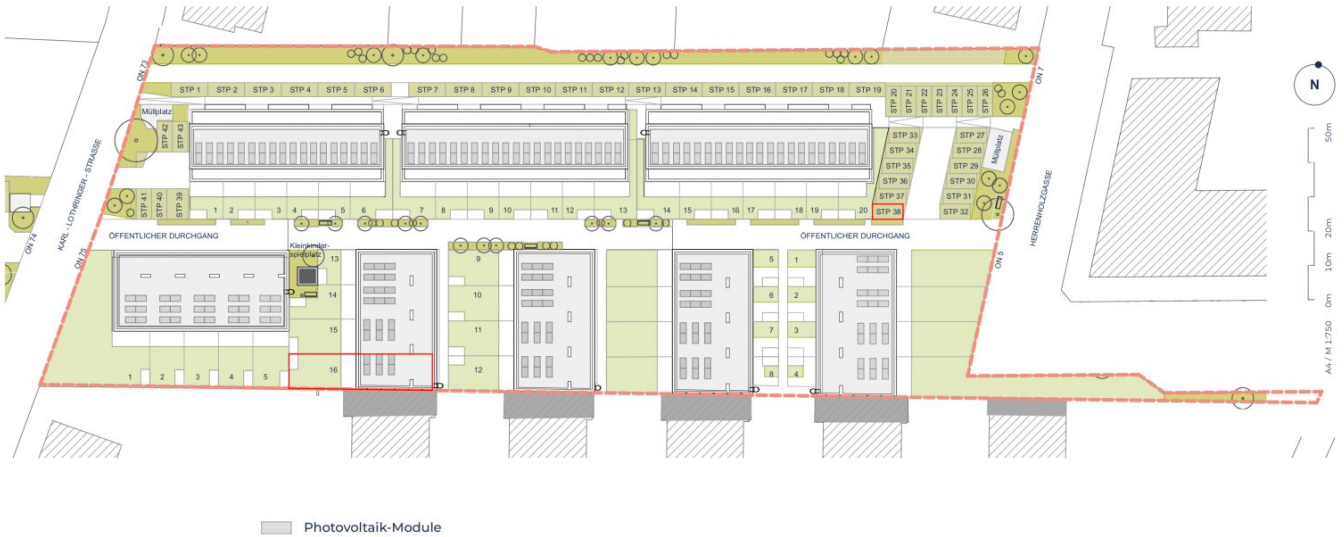 ON 73
ON 7
N
STP 1
STP 2
STP 3
STP 4
STP 5
STP 6
STP 7
STP 8
STP 9
STP 10
STP 11
STP 12
STP 13
STP 14
STP 15
STP 16
STP 17
STP 18
STP 19
STP 20
STP 21
STP 22
STP 23
STP 24
STP 25
STP 26
Müllplatz
STP 42
STP 43
STP 33
STP 34
STP 35
STP 36
STP 37
STP 38
STP 27
STP 28
STP 29
STP 30
STP 31
STP 32
Müllplatz
KARL - LOTHRINGER - STRASSE
HERRENHOLZGASSE
STP 41
STP 40
STP 39
1
2
3
4
5
6
7
8
9
10
11
12
13
14
15
16
17
18
19
20
ON 74
ON 75
ON 5
ÖFFENTLICHER DURCHGANG
ÖFFENTLICHER DURCHGANG
Kleinkinder-
spielplatz
13
14
15
16
9
10
11
12
5
6
7
8
1
2
3
4
1
2
3
4
5
50m
20m
10m
0m
A4 / M 1:750
Photovoltaik-Module